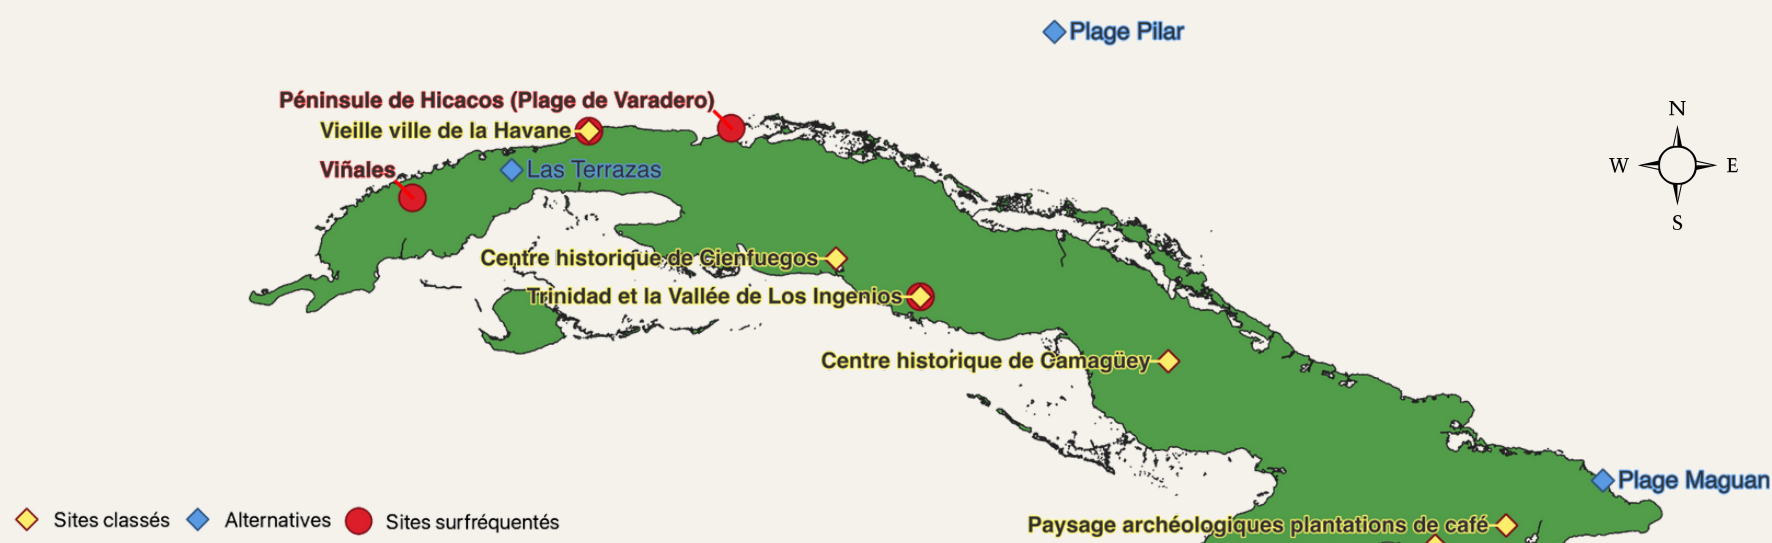 Plage Pilar
Péninsule de Hicacos (Plage de Varadero)
Vieille ville de la Havane
Viñales
Las Terrazas
N
W
E
S
Centre historique de Cienfuegos
Trinidad et la Vallée de Los Ingenios
Centre historique de Camagüey
Plage Maguan
Paysage archéologiques plantations de café
Sites classés
Alternatives
Sites surfréquentés